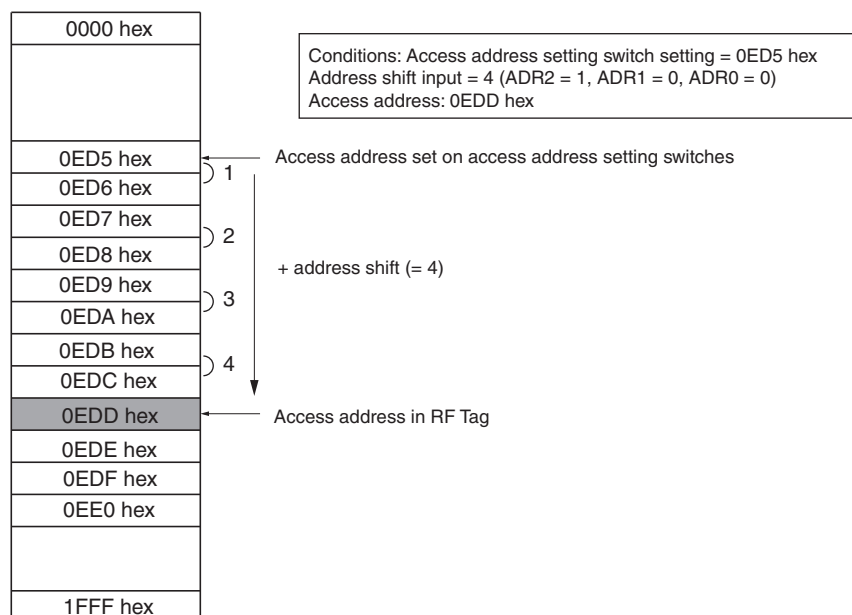 0000 hex
Conditions: Access address setting switch setting = 0ED5 hex
Address shift input = 4 (ADR2 = 1, ADR1 = 0, ADR0 = 0)
Access address: 0EDD hex
0ED5 hex
Access address set on access address setting switches
1
0ED6 hex
0ED7 hex
2
0ED8 hex
+ address shift (= 4)
0ED9 hex
3
0EDA hex
0EDB hex
4
0EDC hex
0EDD hex
Access address in RF Tag
0EDE hex
0EDF hex
0EE0 hex
1FFF hex